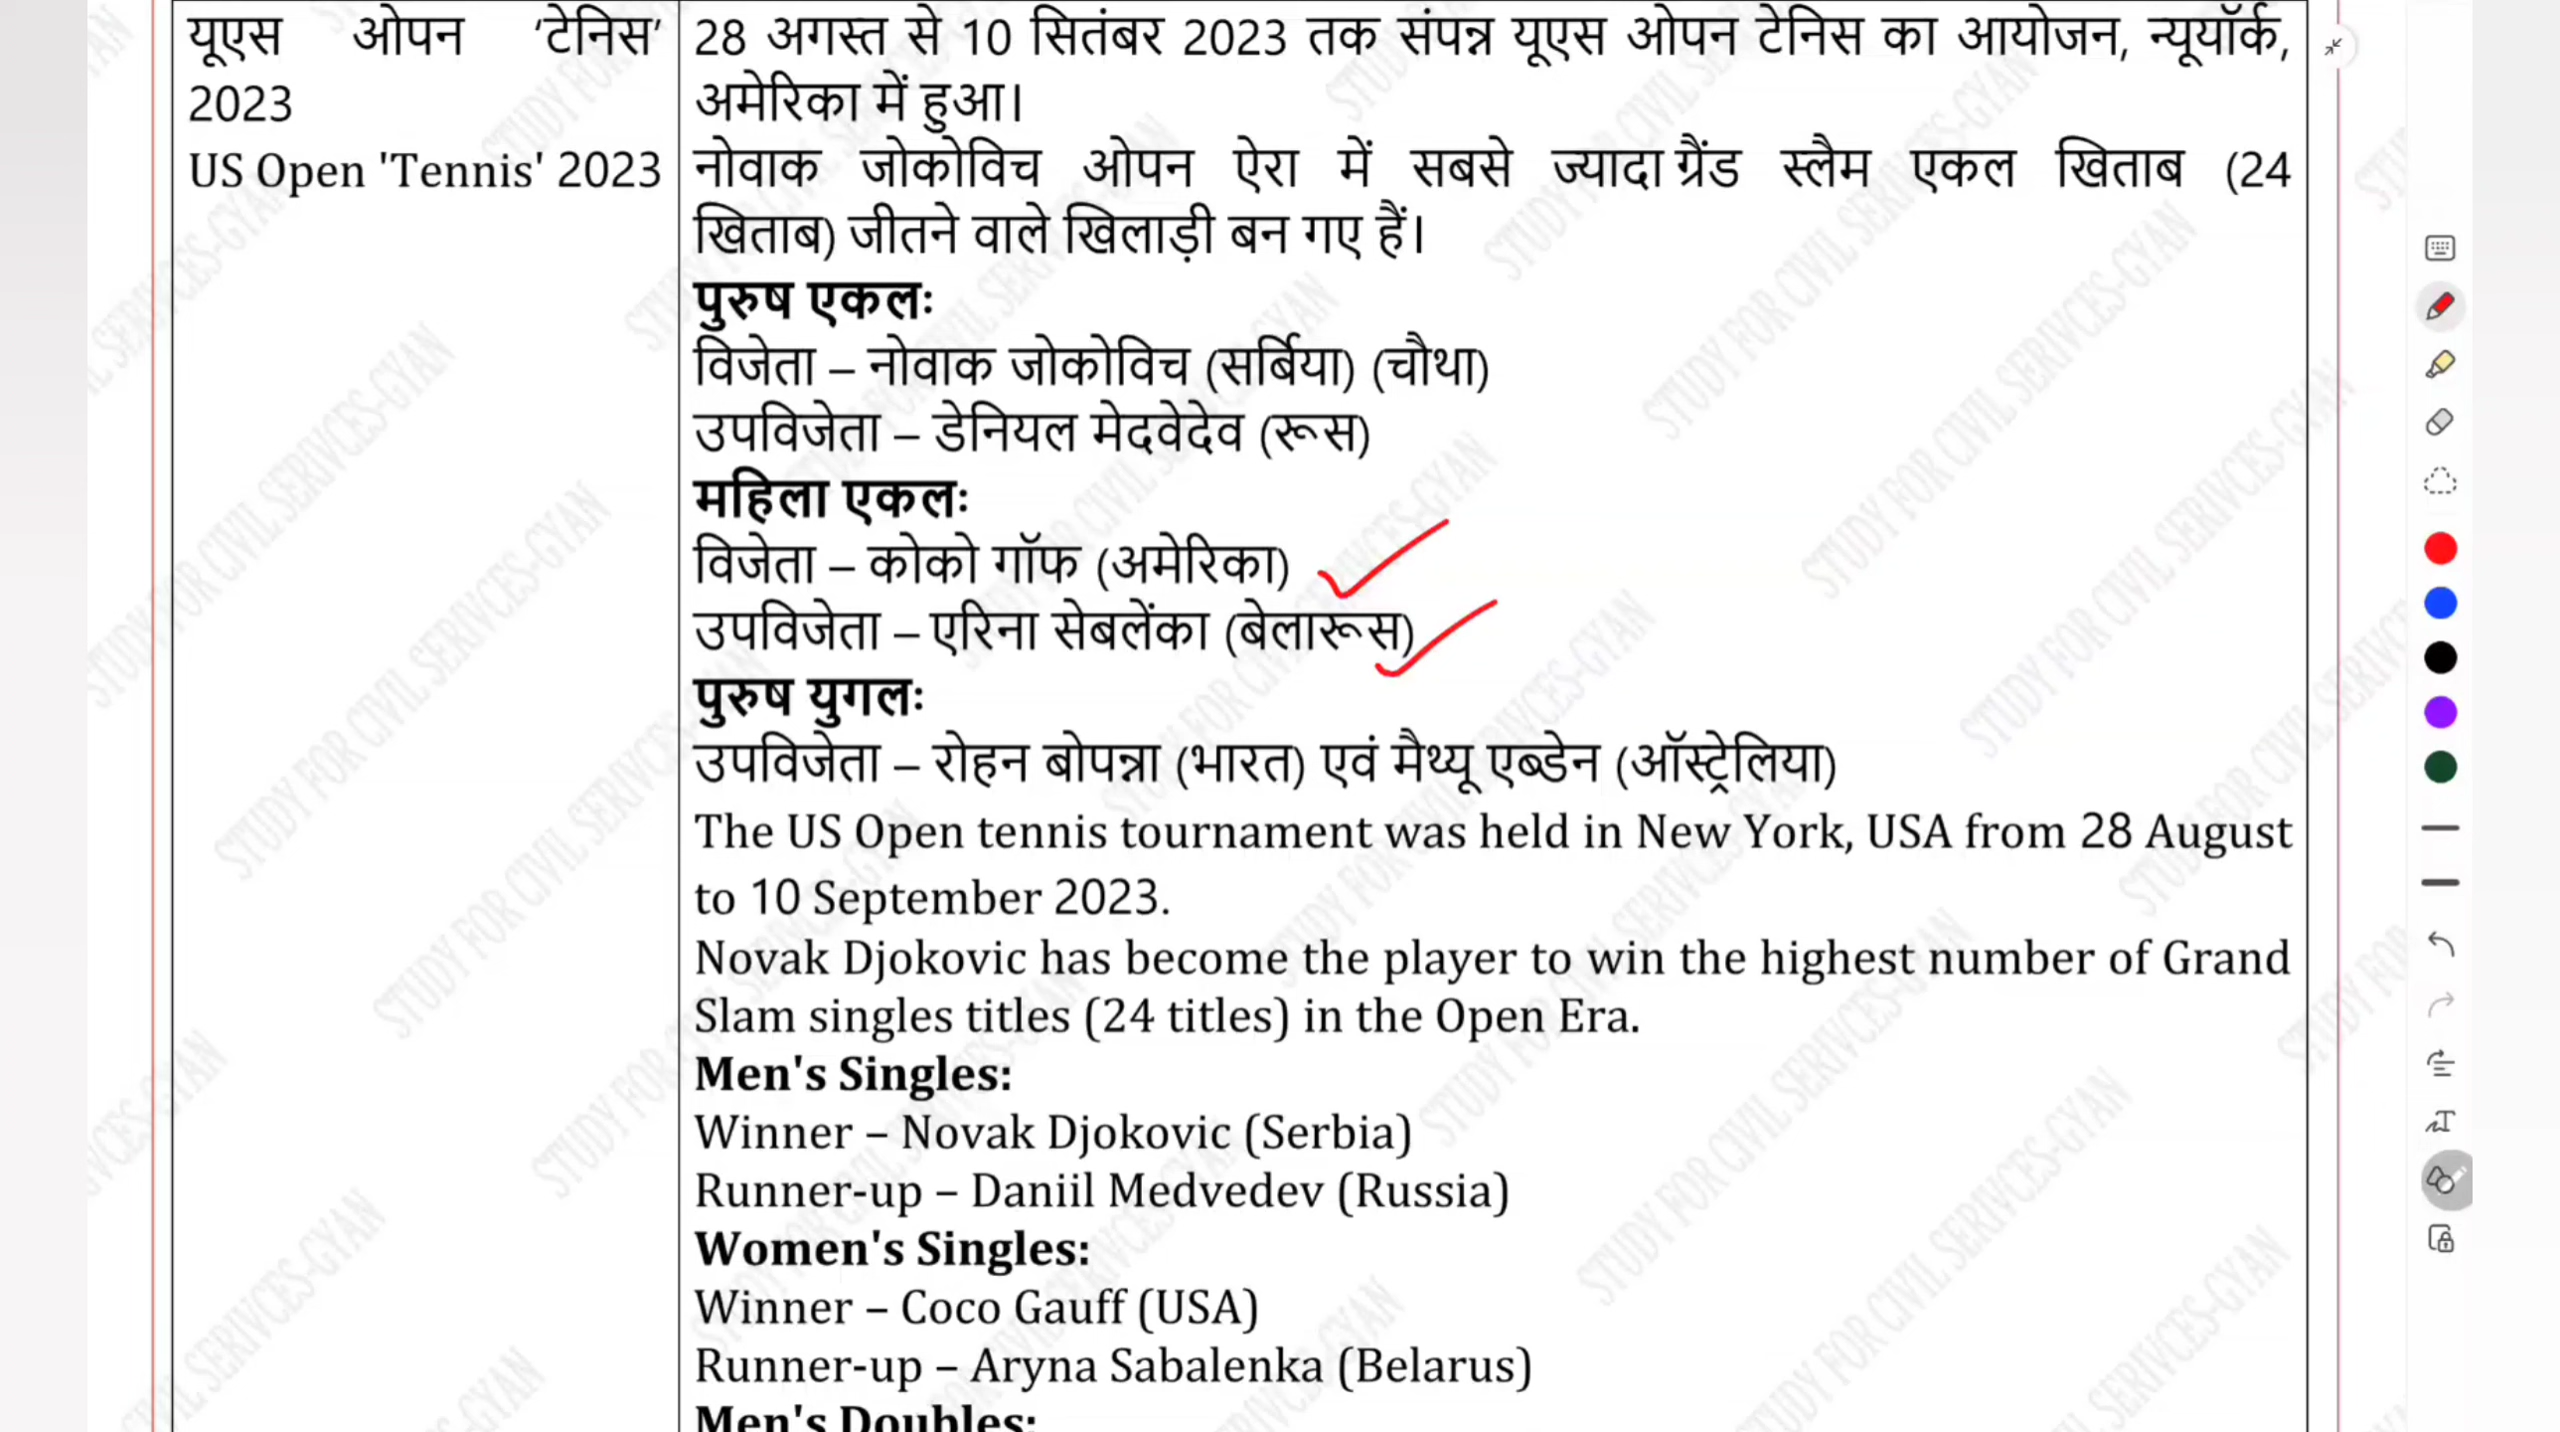 यूएस ओपन ‘टेनिस’
2023
US Open 'Tennis' 2023
28 अगस्त से 10 सितंबर 2023 तक संपन्न यूएस ओपन टेनिस का आयोजन, न्यूयॉर्क,
अमेरिका में हुआ।
नोवाक जोकोविच ओपन ऐरा में सबसे ज्यादा ग्रैंड स्लैम एकल खिताब (24
खिताब) जीतने वाले खिलाड़ी बन गए हैं।
पुरुष एकलः
विजेता – नोवाक जोकोविच (सर्बिया) (चौथा)
उपविजेता – डेनियल मेदवेदेव (रूस)
महिला एकलः
विजेता – कोको गॉफ (अमेरिका)
उपविजेता – एरिना सेबलेंका (बेलारूस)
पुरुष युगलः
उपविजेता – रोहन बोपन्ना (भारत) एवं मैथ्यू एब्डेन (ऑस्ट्रेलिया)
The US Open tennis tournament was held in New York, USA from 28 August
to 10 September 2023.
Novak Djokovic has become the player to win the highest number of Grand
Slam singles titles (24 titles) in the Open Era.
Men's Singles:
Winner – Novak Djokovic (Serbia)
Runner-up – Daniil Medvedev (Russia)
Women's Singles:
Winner – Coco Gauff (USA)
Runner-up – Aryna Sabalenka (Belarus)
Men's Doubles:
STUDY FOR CIVIL SERIVCES-GYAN